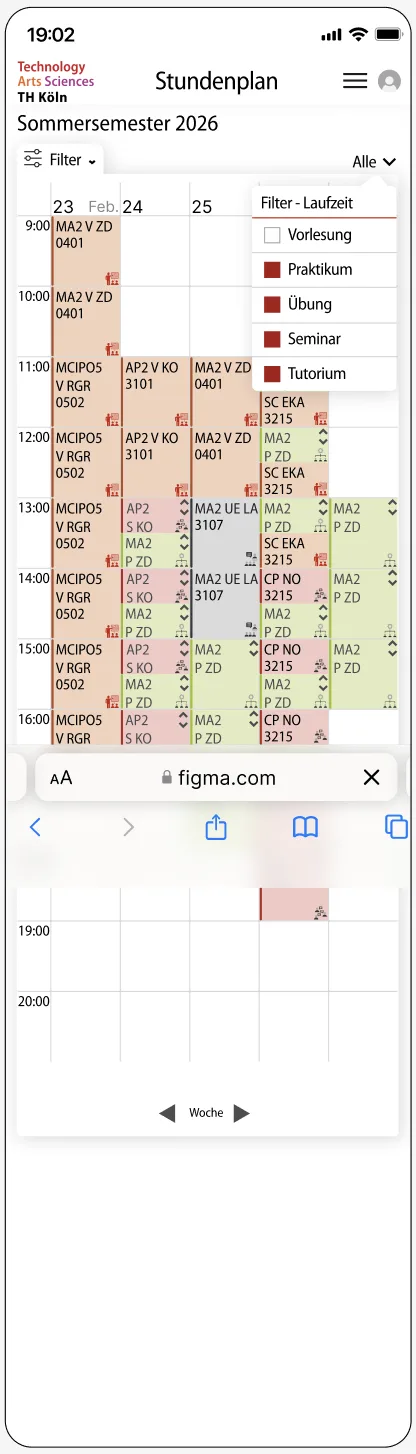 19:02
Technology
Arts Sciences
TH Köln
Stundenplan
Sommersemester 2026
Filter
Alle
23 Feb. 24 25
Filter - Laufzeit
Vorlesung
Praktikum
Übung
Seminar
Tutorium
9:00 MA2 V ZD
0401
10:00 MA2 V ZD
0401
11:00 MCIPO5 AP2 V KO MA2 V ZD
V RGR 3101 0401
0502 SC EKA
3215
12:00 MCIPO5 AP2 V KO MA2 V ZD MA2
V RGR 3101 0401 P ZD
0502 SC EKA
3215
13:00 MCIPO5 AP2 MA2 UE LA MA2 MA2
V RGR S KO 3107 P ZD P ZD
0502 MA2 SC EKA
P ZD 3215
14:00 MCIPO5 AP2 MA2 UE LA CP NO MA2
V RGR S KO 3107 3215 P ZD
0502 MA2 MA2
P ZD P ZD
15:00 MCIPO5 AP2 MA2 CP NO MA2
V RGR S KO P ZD 3215 P ZD
0502 MA2 MA2
P ZD P ZD
16:00 MCIPO5 AP2 MA2 CP NO
V RGR S KO P ZD 3215
AA figma.com
19:00
20:00
Woche